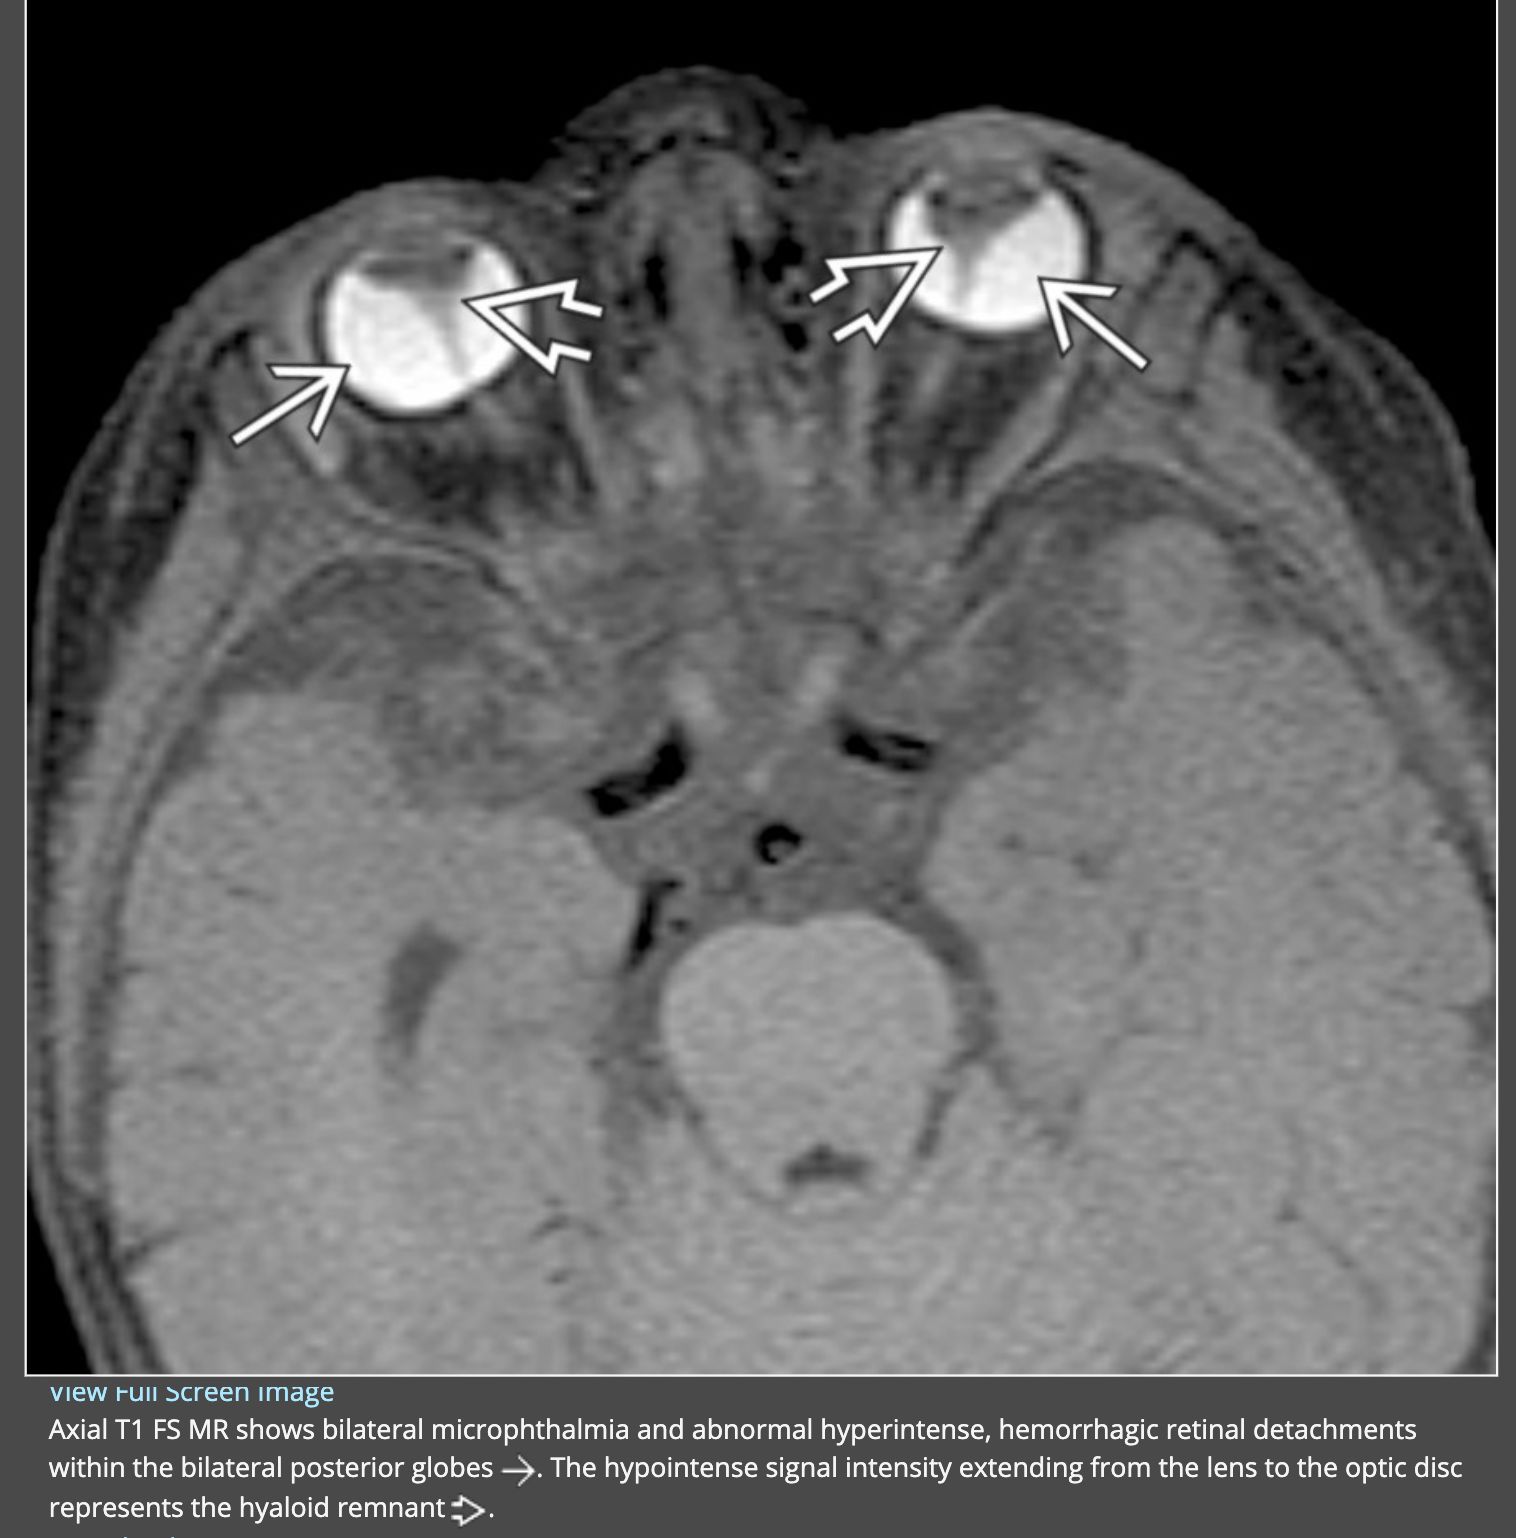 View Full Screen Image
Axial T1 FS MR shows bilateral microphthalmia and abnormal hyperintense, hemorrhagic retinal detachments
within the bilateral posterior globes →. The hypointense signal intensity extending from the lens to the optic disc
represents the hyaloid remnant ⇨.